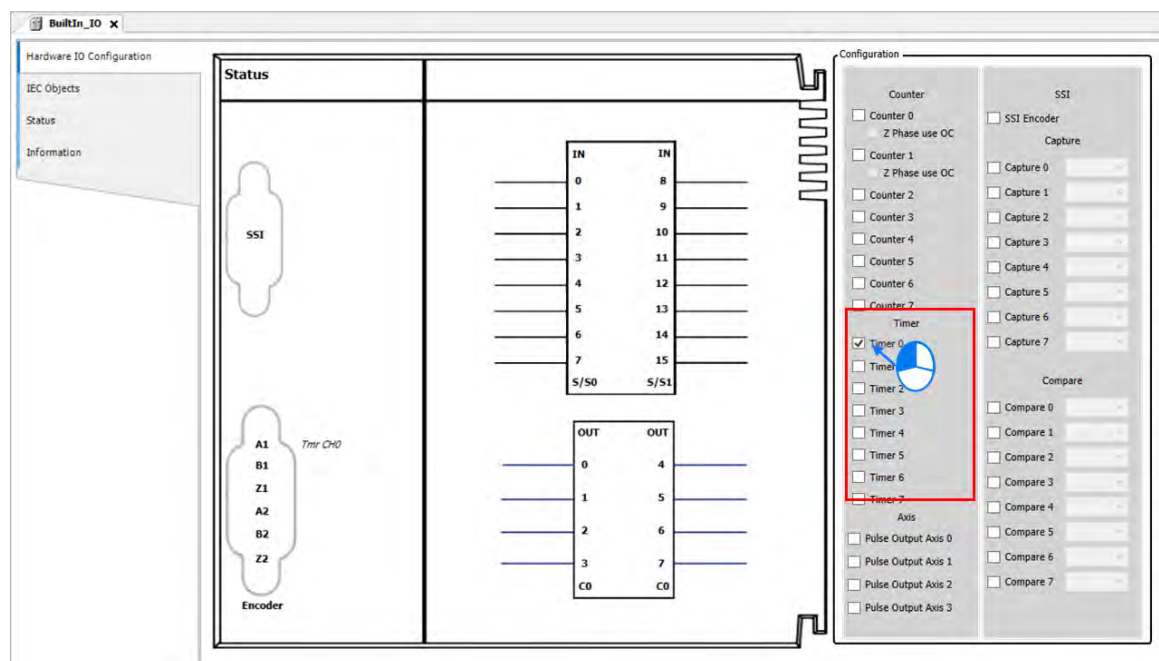 BuiltIn_IO x
Hardware IO Configuration
IEC Objects
Status
Information
Status
SSI
A1 Tmr CH0
B1
Z1
A2
B2
Z2
Encoder
IN IN
0 8
1 9
2 10
3 11
4 12
5 13
6 14
7 15
S/S0 S/S1
OUT OUT
0 4
1 5
2 6
3 7
C0 C0
Configuration
Counter
Counter 0
Z Phase use OC
Counter 1
Z Phase use OC
Counter 2
Counter 3
Counter 4
Counter 5
Counter 6
Counter 7
Timer
Timer 0
Timer
Timer 2
Timer 3
Timer 4
Timer 5
Timer 6
Timer 7
Axis
Pulse Output Axis 0
Pulse Output Axis 1
Pulse Output Axis 2
Pulse Output Axis 3
SSI
SSI Encoder
Capture
Capture 0
Capture 1
Capture 2
Capture 3
Capture 4
Capture 5
Capture 6
Capture 7
Compare
Compare 0
Compare 1
Compare 2
Compare 3
Compare 4
Compare 5
Compare 6
Compare 7